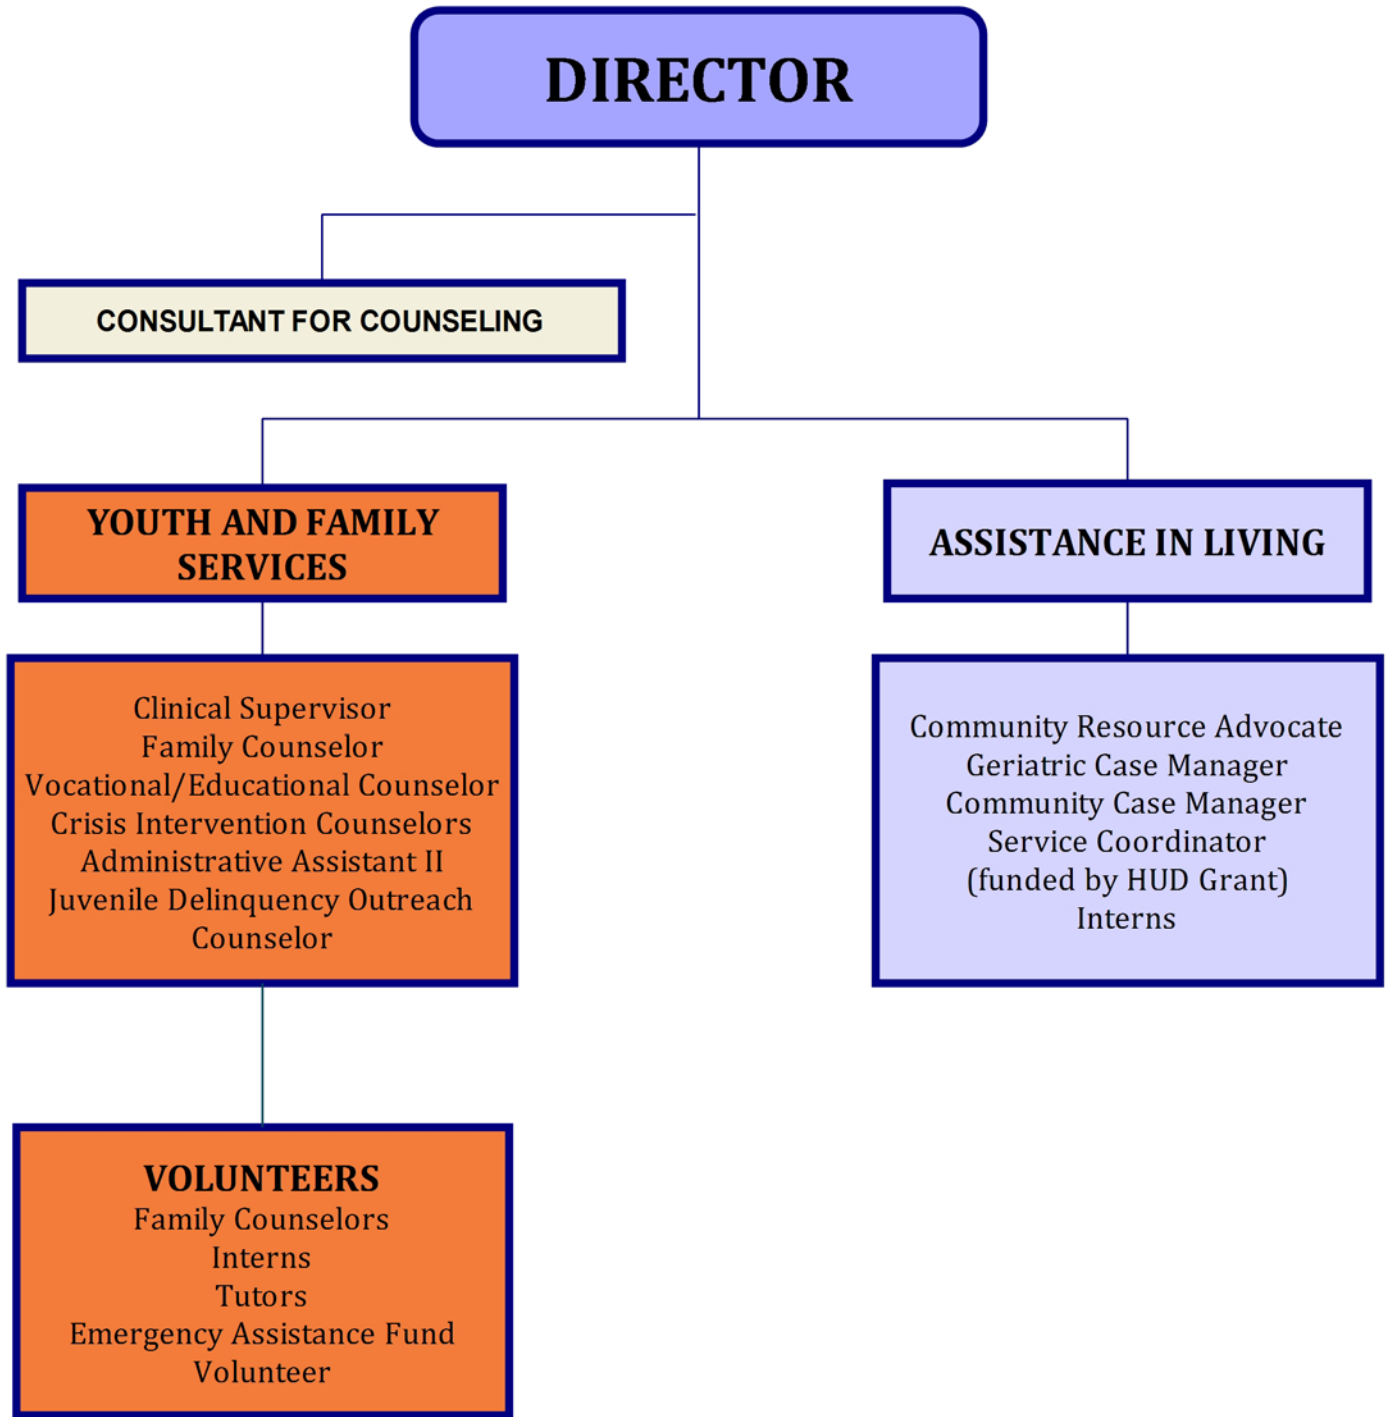 DIRECTOR
CONSULTANT FOR COUNSELING
YOUTH AND FAMILY
SERVICES
Clinical Supervisor
Family Counselor
Vocational/Educational Counselor
Crisis Intervention Counselors
Administrative Assistant II
Juvenile Delinquency Outreach
Counselor
VOLUNTEERS
Family Counselors
Interns
Tutors
Emergency Assistance Fund
Volunteer
ASSISTANCE IN LIVING
Community Resource Advocate
Geriatric Case Manager
Community Case Manager
Service Coordinator
(funded by HUD Grant)
Interns